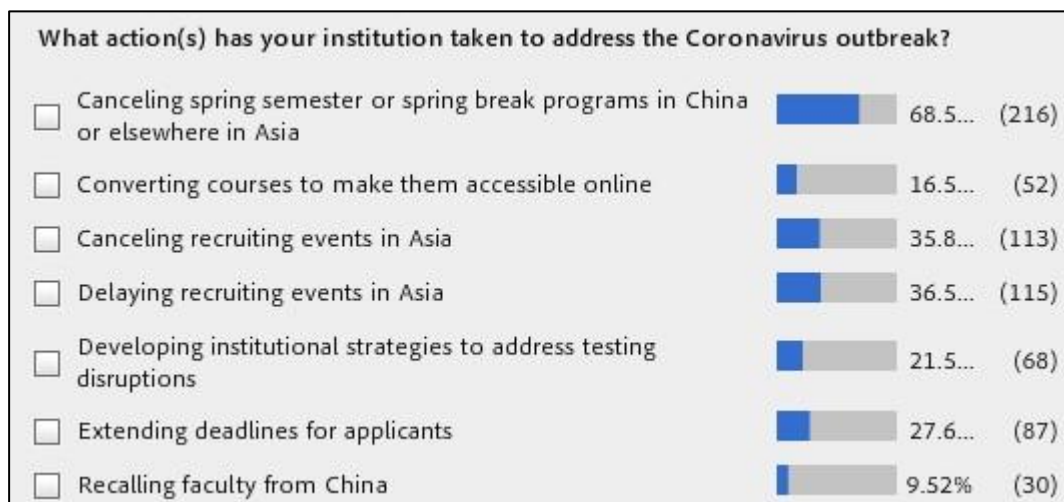 What action(s) has your institution taken to address the Coronavirus outbreak?
Canceling spring semester or spring break programs in China
or elsewhere in Asia
68.5... (216)
Converting courses to make them accessible online 16.5... (52)
Canceling recruiting events in Asia 35.8... (113)
Delaying recruiting events in Asia 36.5... (115)
Developing institutional strategies to address testing
disruptions
21.5... (68)
Extending deadlines for applicants 27.6... (87)
Recalling faculty from China 9.52% (30)